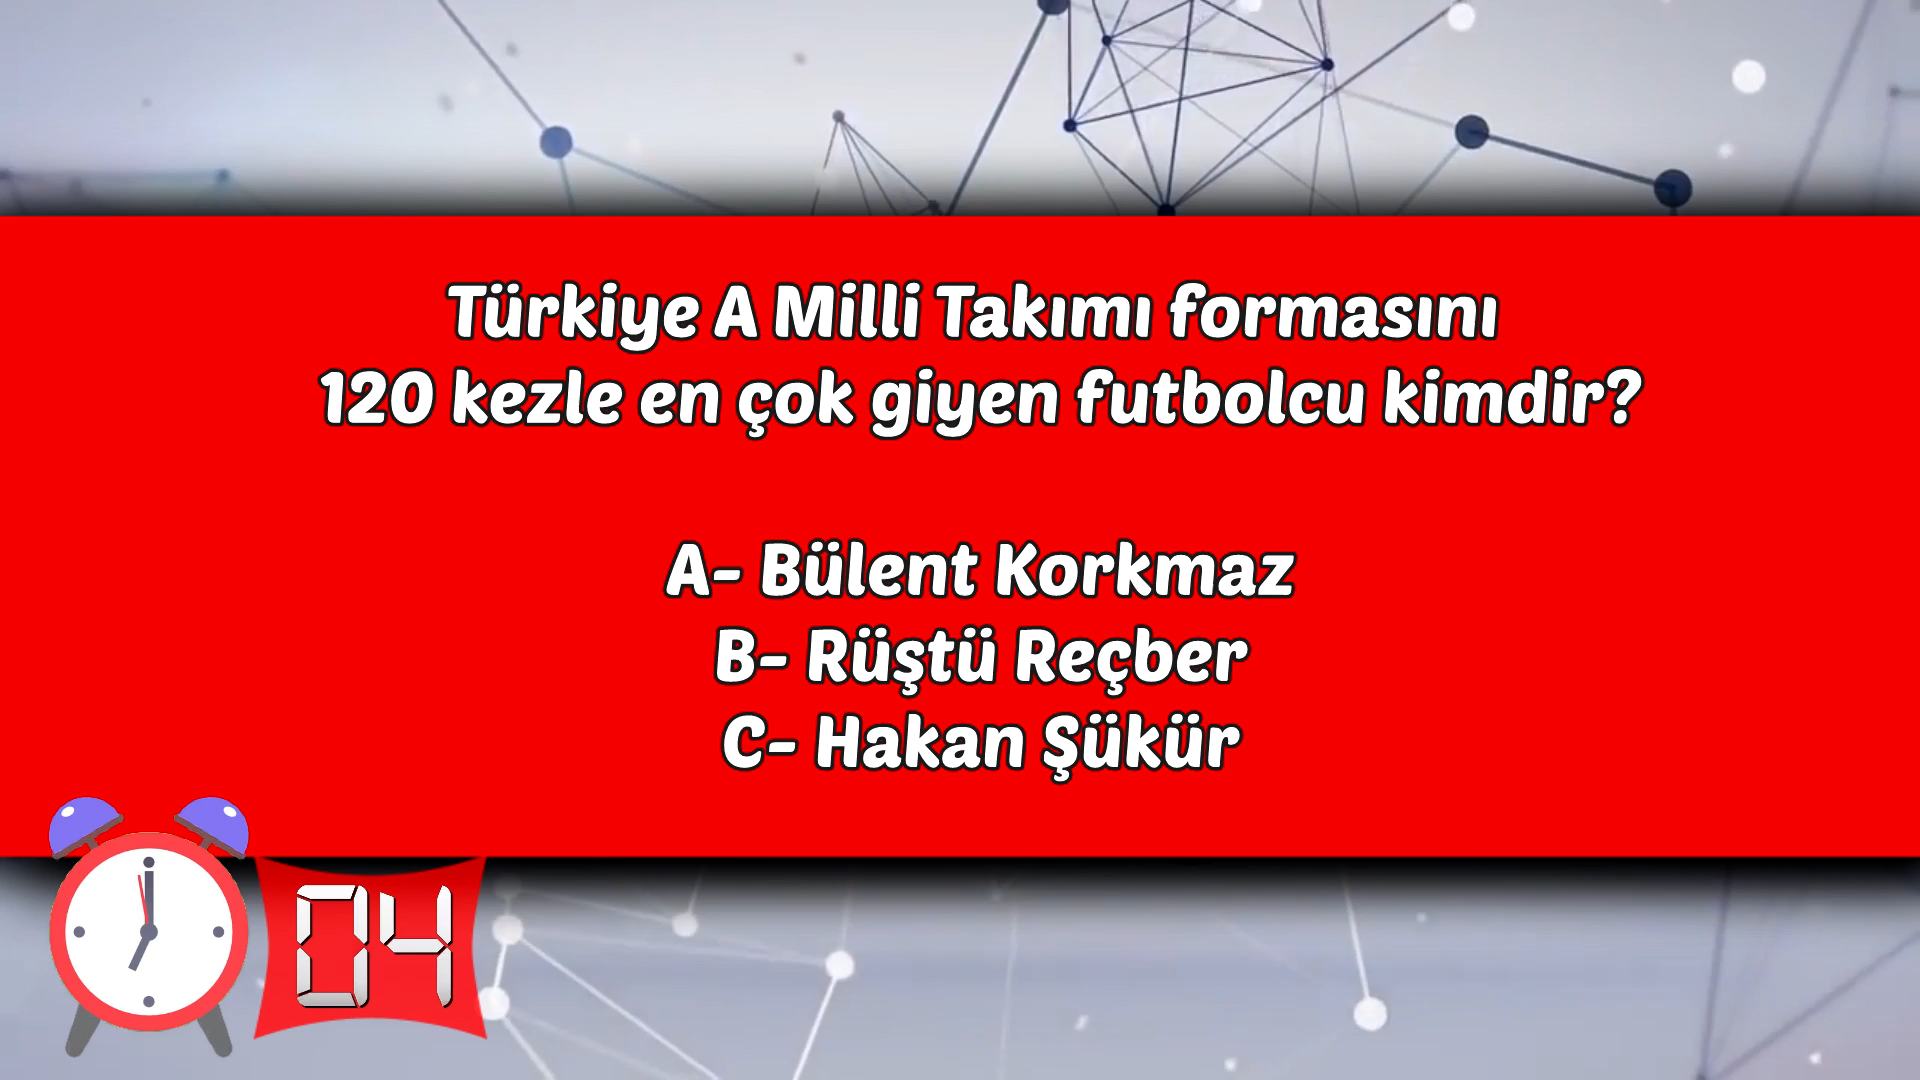 Türkiye A Milli Takımı formasını
120 kezle en çok giyen futbolcu kimdir?
A- Bülent Korkmaz
B- Rüştü Reçber
C- Hakan Şükür
04